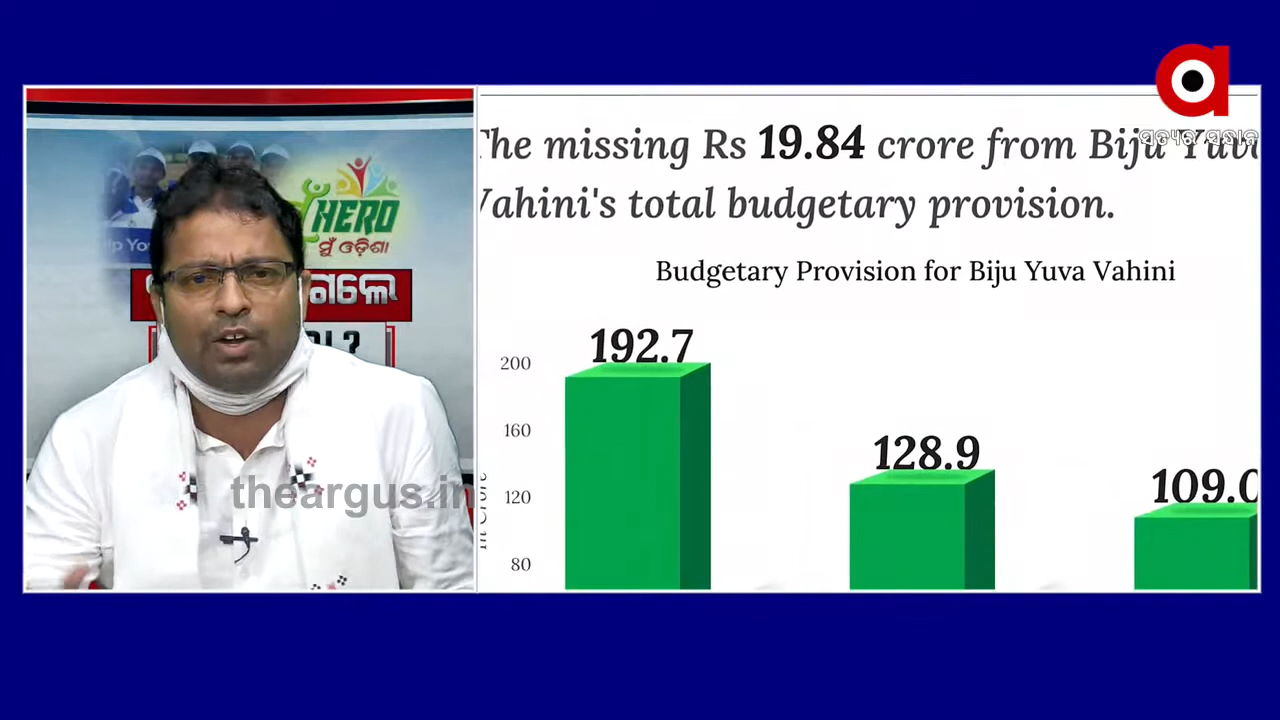 The missing Rs 19.84 crore from Biju Yuva
Vahini's total budgetary provision.
Budgetary Provision for Biju Yuva Vahini
192.7
128.9
109.0
200
160
120
80
HERO
ମୁଁ ଓଡ଼ିଶା
ଗଲେ
theargus.in